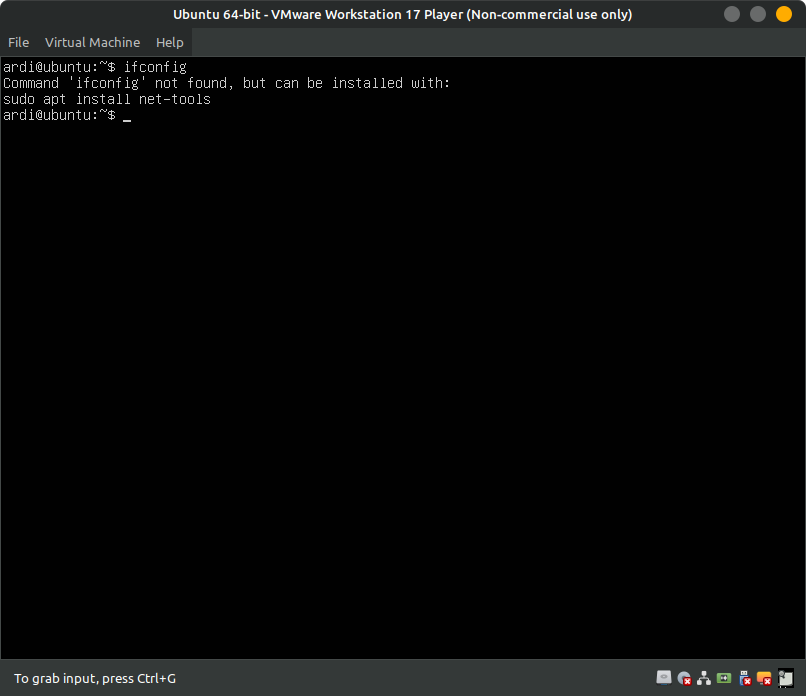 Ubuntu 64-bit - VMware Workstation 17 Player (Non-commercial use only)
File Virtual Machine Help
ardi@ubuntu:~$ ifconfig
Command 'ifconfig' not found, but can be installed with:
sudo apt install net-tools
ardi@ubuntu:~$ _
To grab input, press Ctrl+G